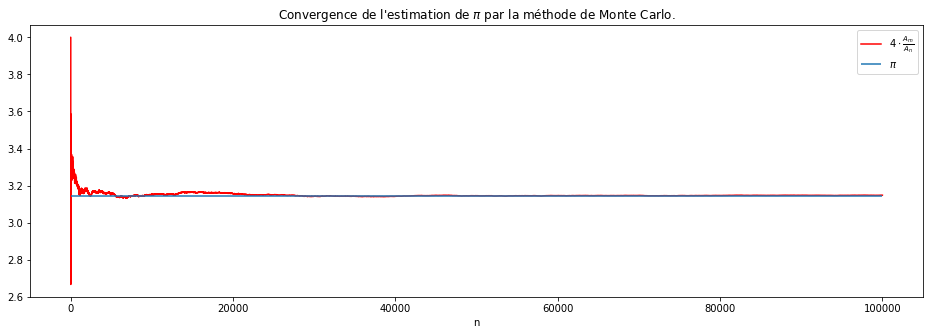 Convergence de l'estimation de π par la méthode de Monte Carlo.
4.0
3.8
3.6
3.4
3.2
3.0
2.8
2.6
0 20000 40000 60000 80000 100000
n
4 · A_m/A_n
π